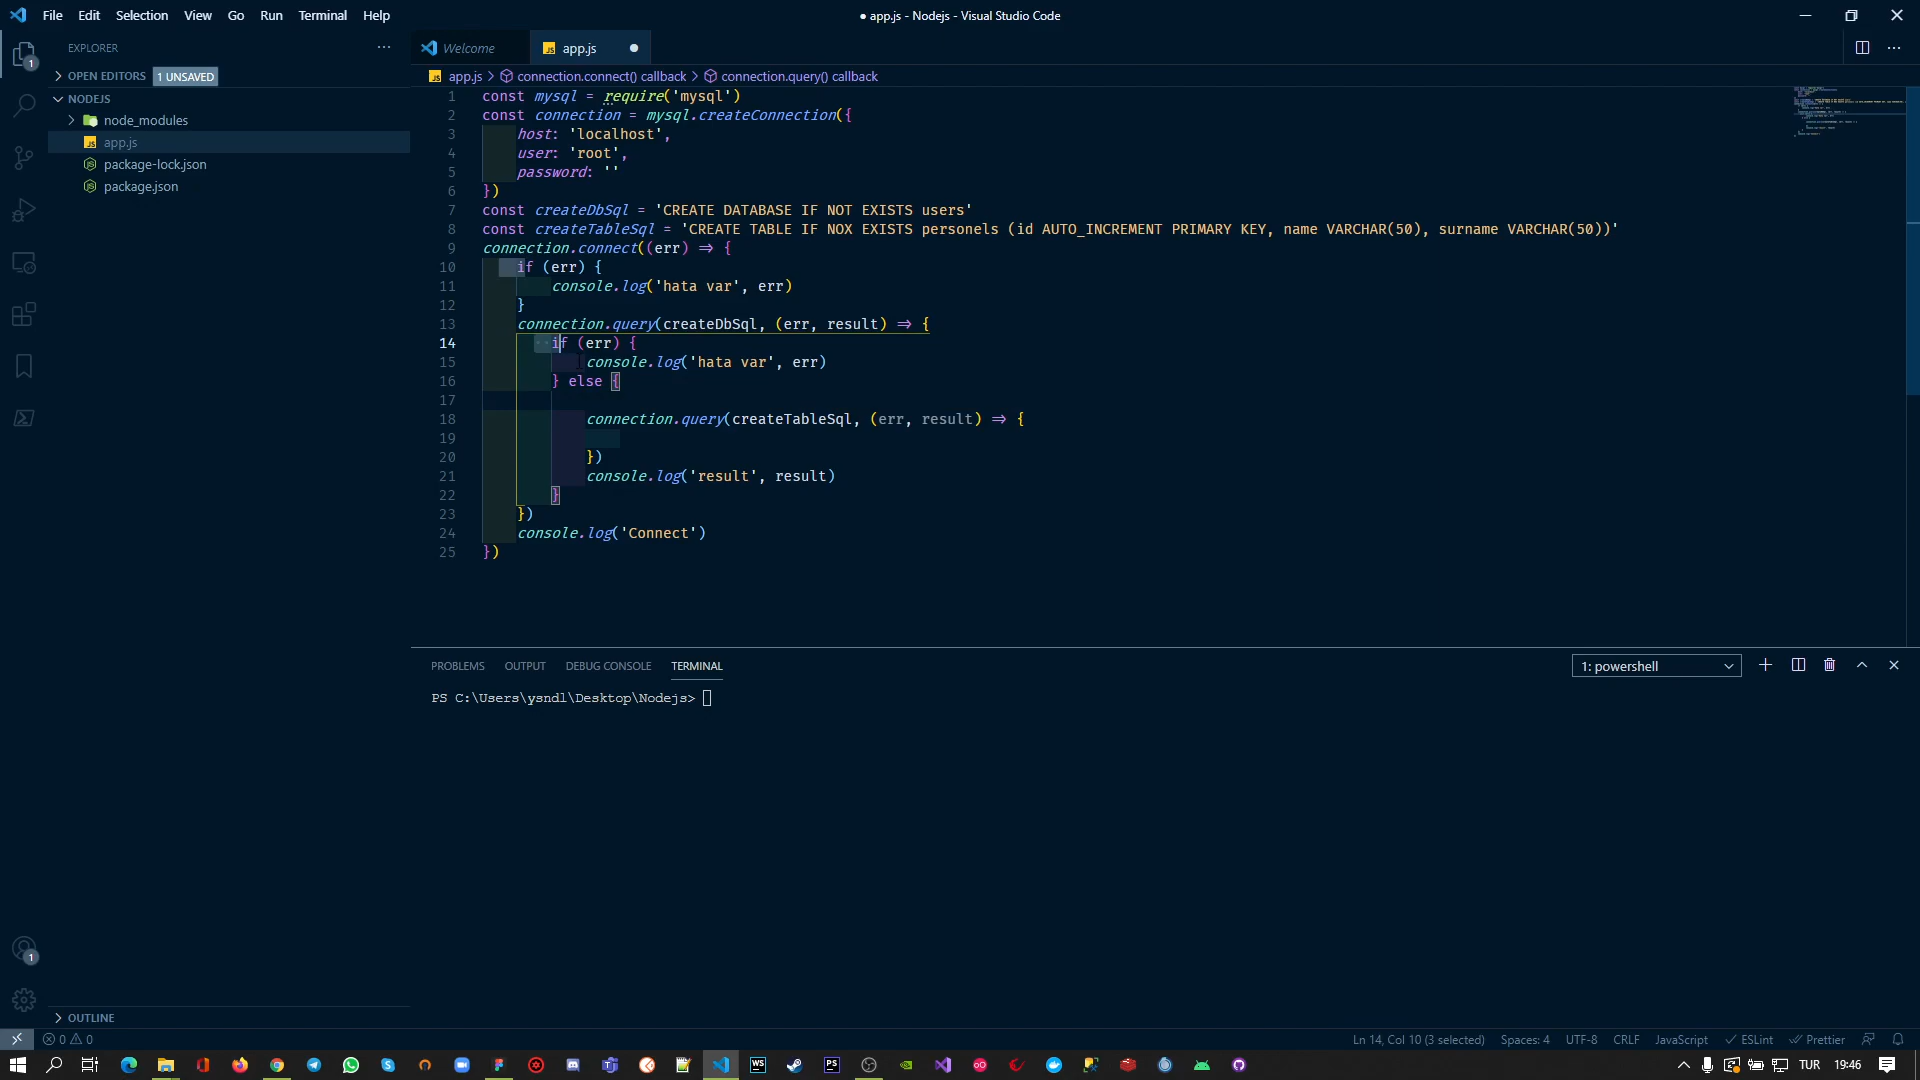 File Edit Selection View Go Run Terminal Help
● app.js - Nodejs - Visual Studio Code
EXPLORER
Welcome
app.js
OPEN EDITORS 1 UNSAVED
NODEJS
node_modules
app.js
package-lock.json
package.json
app.js > connection.connect() callback > connection.query() callback
1 const mysql = require('mysql')
2 const connection = mysql.createConnection({
3 host: 'localhost',
4 user: 'root',
5 password: ''
6 })
7 const createDbSql = 'CREATE DATABASE IF NOT EXISTS users'
8 const createTableSql = 'CREATE TABLE IF NOX EXISTS personels (id AUTO_INCREMENT PRIMARY KEY, name VARCHAR(50), surname VARCHAR(50))'
9 connection.connect((err) => {
10 if (err) {
11 console.log('hata var', err)
12 }
13 connection.query(createDbSql, (err, result) => {
14 if (err) {
15 console.log('hata var', err)
16 } else {
17
18 connection.query(createTableSql, (err, result) => {
19
20 })
21 console.log('result', result)
22 }
23 })
24 console.log('Connect')
25 })
PROBLEMS OUTPUT DEBUG CONSOLE TERMINAL
1: powershell
PS C:\Users\ysndl\Desktop\Nodejs>
1
1
OUTLINE
0 0
Ln 14, Col 10 (3 selected) Spaces: 4 UTF-8 CRLF JavaScript ESLint Prettier
WS
PS
TUR 19:46